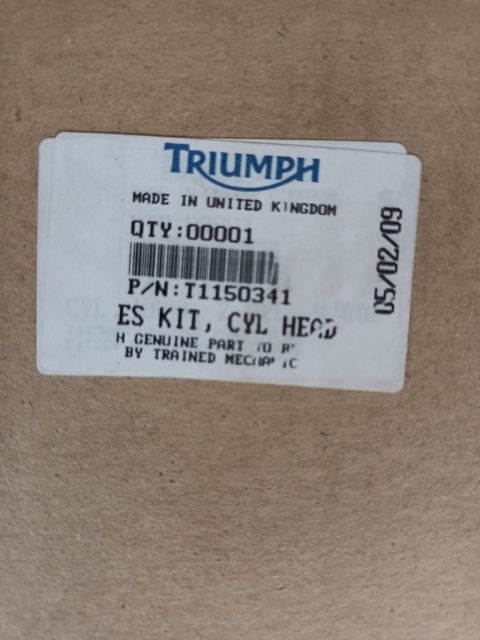 TRIUMPH
MADE IN UNITED KINGDOM
QTY:00001
P/N:T1150341
ES KIT, CYL HEAD
H GENUINE PART TO
BY TRAINED
05/02/09